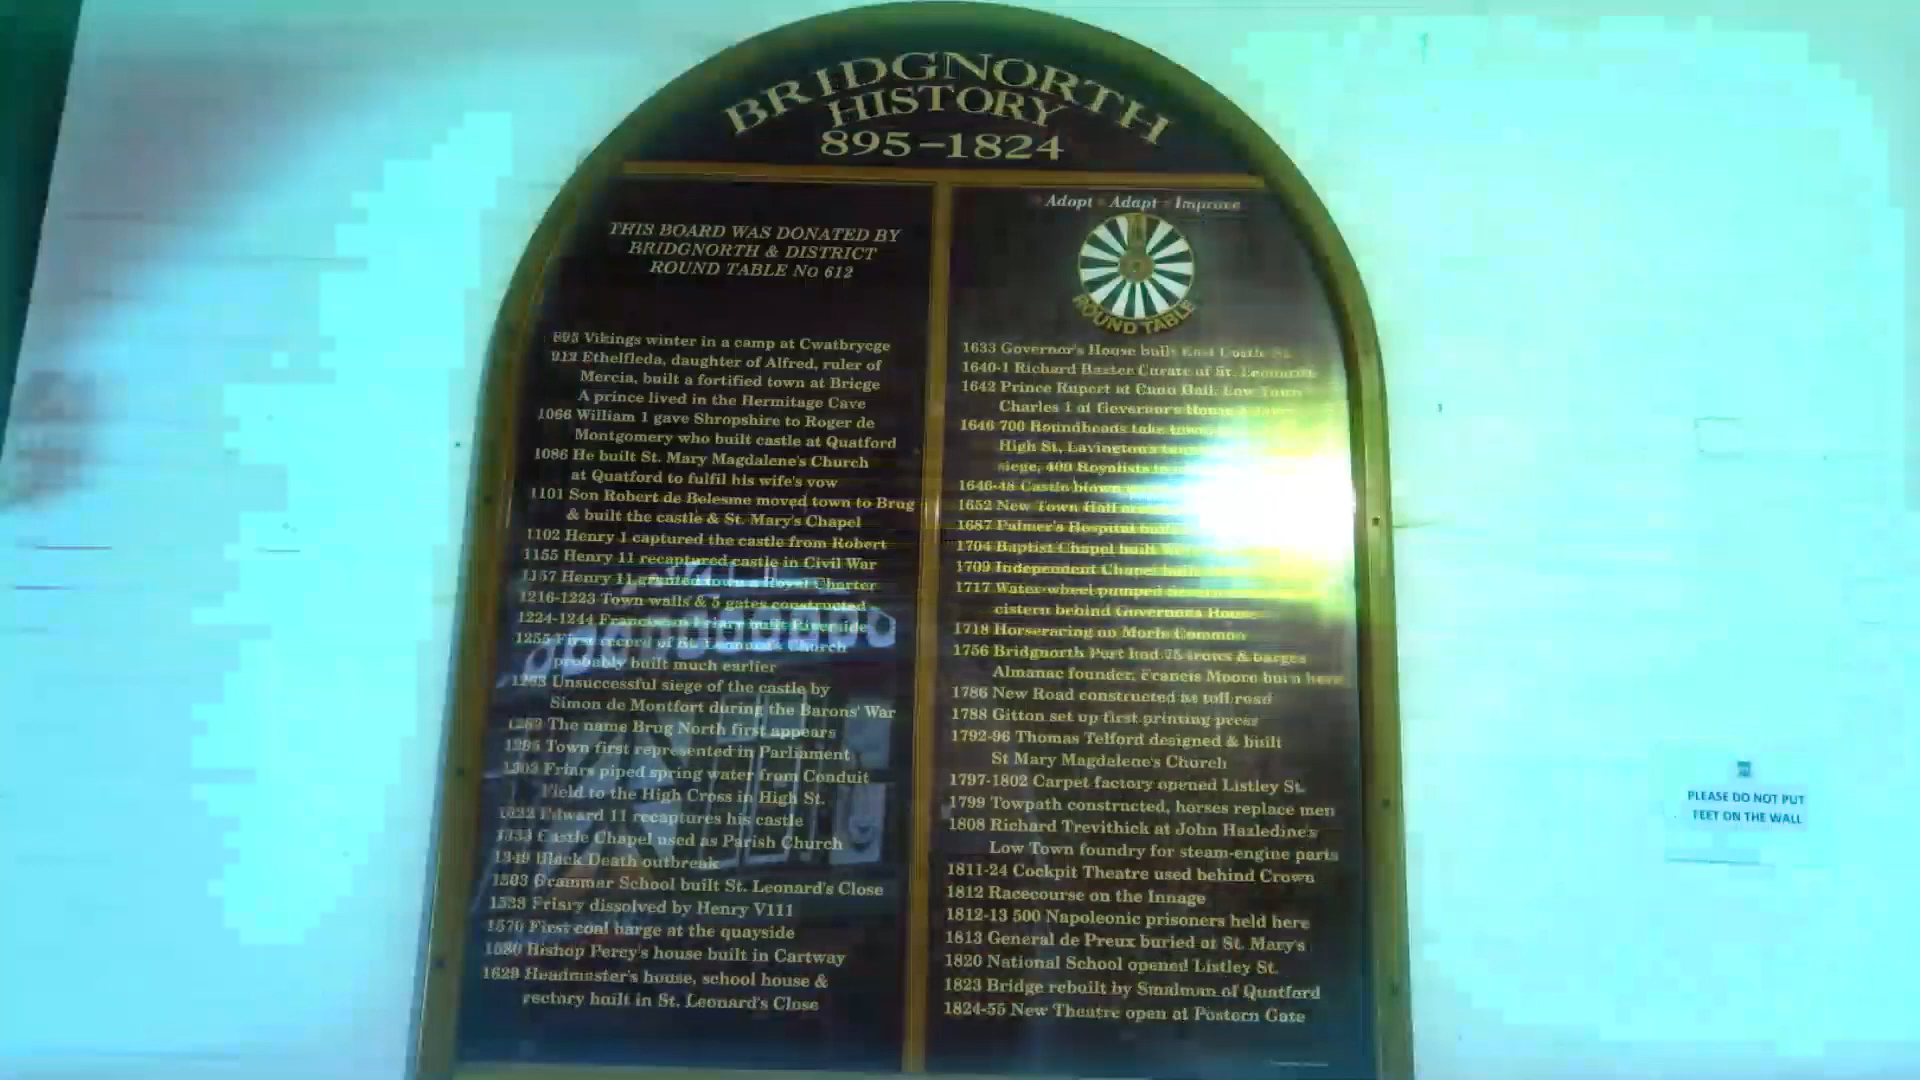 BRIDGNORTH
HISTORY
895-1824
THIS BOARD WAS DONATED BY
BRIDGNORTH & DISTRICT
ROUND TABLE No 612
895 Vikings winter in a camp at Cwatbrycge
912 Ethelfleda, daughter of Alfred, ruler of
Mercia, built a fortified town at Bricge
A prince lived in the Hermitage Cave
1066 William 1 gave Shropshire to Roger de
Montgomery who built castle at Quatford
1086 He built St. Mary Magdalene's Church
at Quatford to fulfil his wife's vow
1101 Son Robert de Belesme moved town to Brug
& built the castle & St. Mary's Chapel
1102 Henry 1 captured the castle from Robert
1155 Henry 11 recaptured castle in Civil War
1157 Henry 11 granted town a Royal Charter
1216-1223 Town walls & 5 gates constructed
1224-1244 Franciscan Friary built Riverside
1255 First record of St. Leonard's Church
probably built much earlier
Unsuccessful siege of the castle by
Simon de Montfort during the Barons' War
The name Brug North first appears
1295 Town first represented in Parliament
1302 Friars piped spring water from Conduit
Field to the High Cross in High St.
1322 Edward 11 recaptures his castle
1333 Castle Chapel used as Parish Church
1349 Black Death outbreak
1503 Grammar School built St. Leonard's Close
1538 Friary dissolved by Henry V111
1570 First coal barge at the quayside
1580 Bishop Percy's house built in Cartway
1629 Headmaster's house, school house &
rectory built in St. Leonard's Close
Adopt Adapt Improve
ROUND TABLE
1633 Governor's House built East Castle St.
1640-1 Richard Baxter Curate of St. Leonards
1642 Prince Rupert at Cann Hall, Low Town
Charles 1 at Governor's House
1646 700 Roundheads take town
High St, Lavington's
siege, 400 Royalists
1646-48 Castle blown
1652 New Town Hall
1687 Palmer's Hospital
1704 Baptist Chapel built
1709 Independent Chapel built
1717 Water-wheel pumped
cistern behind Governors House
1718 Horseracing on Morfe Common
1756 Bridgnorth Port had 75 trows & barges
Almanac founder, Francis Moore born here
1786 New Road constructed as toll road
1788 Gitton set up first printing press
1792-96 Thomas Telford designed & built
St Mary Magdalene's Church
1797-1802 Carpet factory opened Listley St.
1799 Towpath constructed, horses replace men
1808 Richard Trevithick at John Hazledine's
Low Town foundry for steam-engine parts
1811-24 Cockpit Theatre used behind Crown
1812 Racecourse on the Innage
1812-13 500 Napoleonic prisoners held here
1813 General de Preux buried at St. Mary's
1820 National School opened Listley St.
1823 Bridge rebuilt by Smalman of Quatford
1824-55 New Theatre open at Postern Gate
PLEASE DO NOT PUT
FEET ON THE WALL